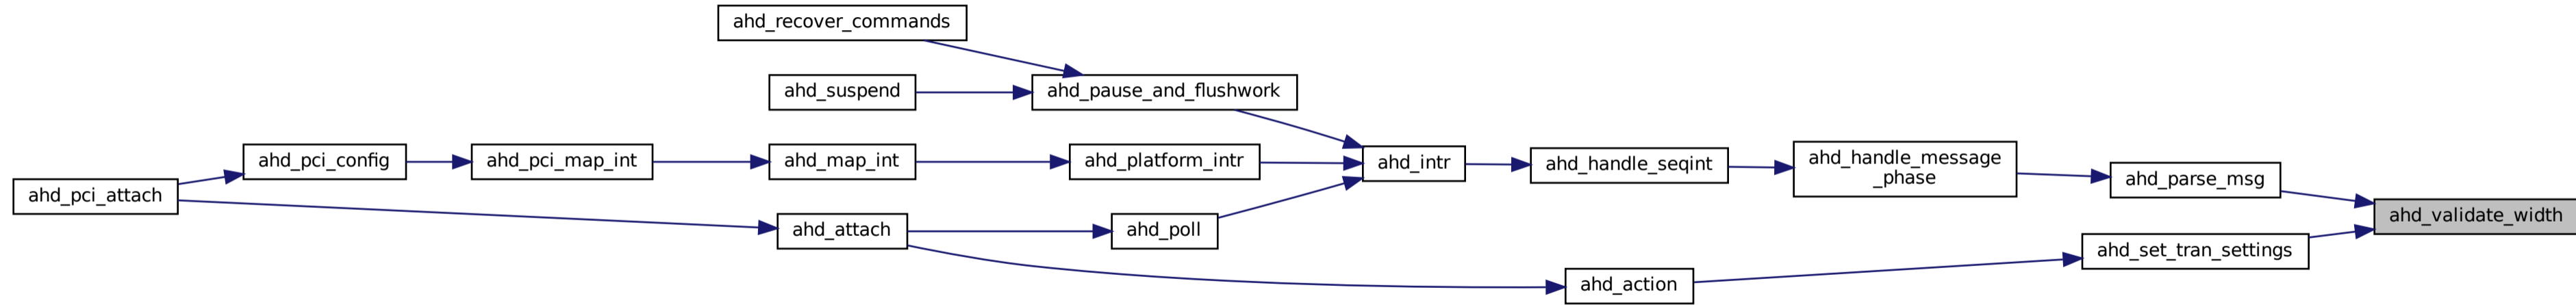 ahd_recover_commands
ahd_suspend
ahd_pause_and_flushwork
ahd_pci_config
ahd_pci_map_int
ahd_map_int
ahd_platform_intr
ahd_intr
ahd_handle_seqint
ahd_handle_message
_phase
ahd_parse_msg
ahd_pci_attach
ahd_validate_width
ahd_attach
ahd_poll
ahd_set_tran_settings
ahd_action